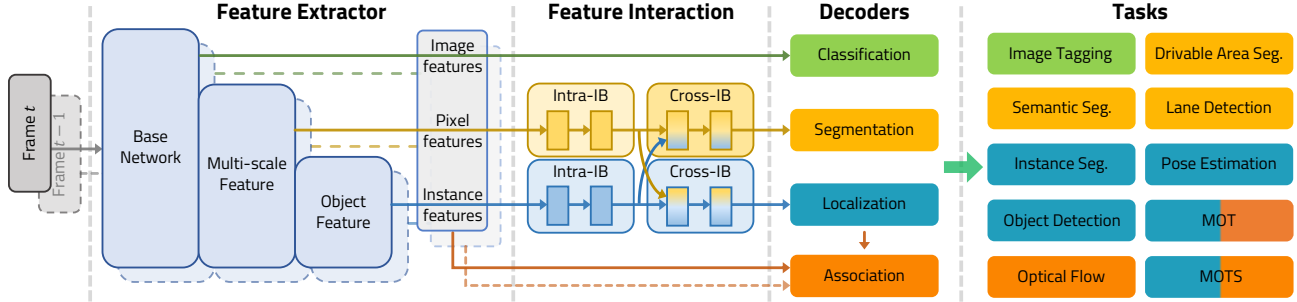 Feature Extractor
Feature Interaction
Decoders
Tasks
Frame t
Frame t − 1
Base
Network
Multi-scale
Feature
Object
Feature
Image
features
Pixel
features
Instance
features
Intra-IB
Cross-IB
Intra-IB
Cross-IB
Classification
Segmentation
Localization
Association
Image Tagging
Drivable Area Seg.
Semantic Seg.
Lane Detection
Instance Seg.
Pose Estimation
Object Detection
MOT
Optical Flow
MOTS